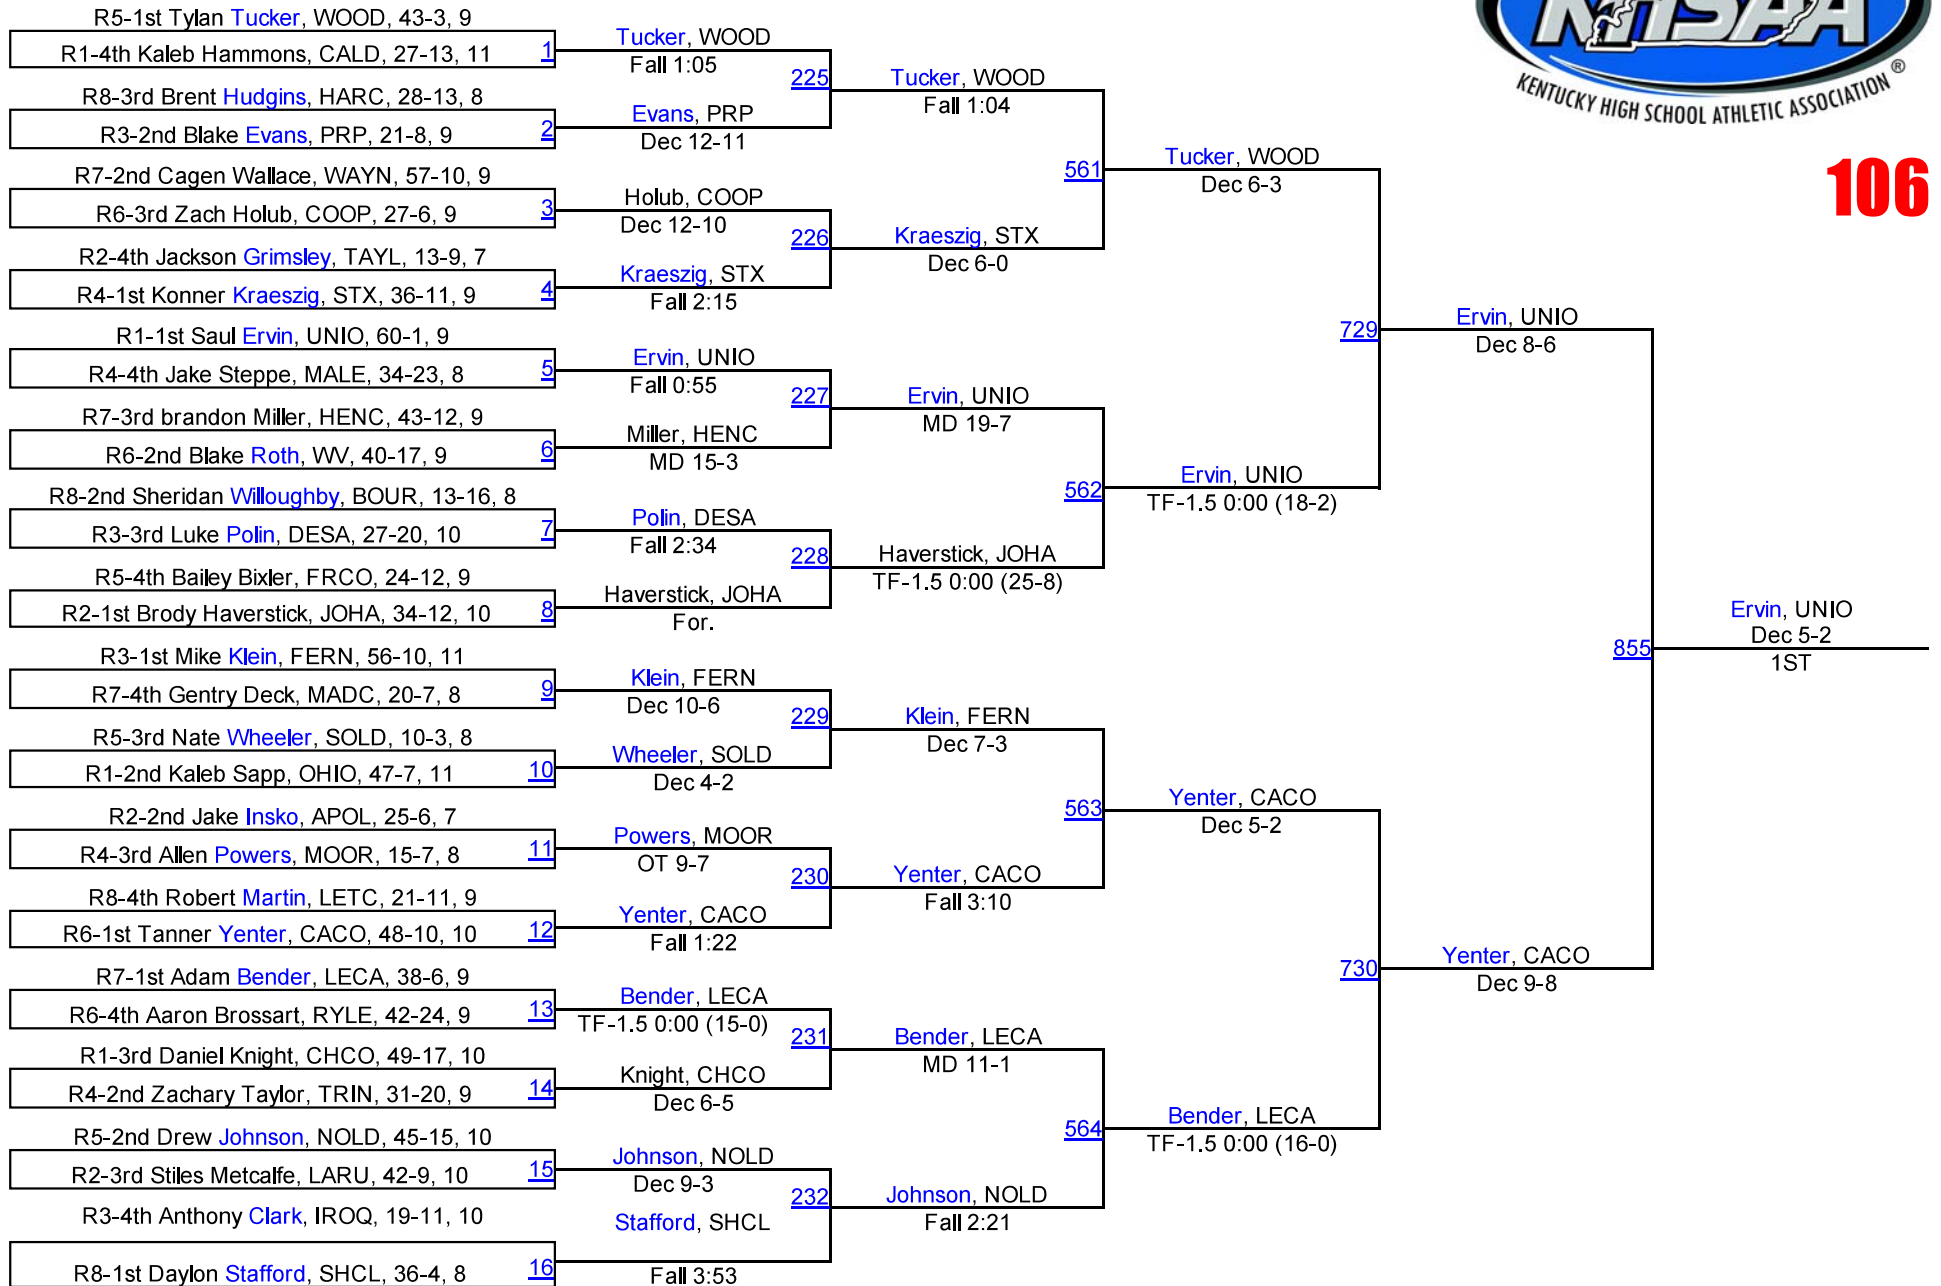 KHSAA
KENTUCKY HIGH SCHOOL ATHLETIC ASSOCIATION ®
106
R5-1st Tylan Tucker, WOOD, 43-3, 9
R1-4th Kaleb Hammons, CALD, 27-13, 11
1
R8-3rd Brent Hudgins, HARC, 28-13, 8
R3-2nd Blake Evans, PRP, 21-8, 9
2
R7-2nd Cagen Wallace, WAYN, 57-10, 9
R6-3rd Zach Holub, COOP, 27-6, 9
3
R2-4th Jackson Grimsley, TAYL, 13-9, 7
R4-1st Konner Kraeszig, STX, 36-11, 9
4
R1-1st Saul Ervin, UNIO, 60-1, 9
R4-4th Jake Steppe, MALE, 34-23, 8
5
R7-3rd brandon Miller, HENC, 43-12, 9
R6-2nd Blake Roth, WV, 40-17, 9
6
R8-2nd Sheridan Willoughby, BOUR, 13-16, 8
R3-3rd Luke Polin, DESA, 27-20, 10
7
R5-4th Bailey Bixler, FRCO, 24-12, 9
R2-1st Brody Haverstick, JOHA, 34-12, 10
8
R3-1st Mike Klein, FERN, 56-10, 11
R7-4th Gentry Deck, MADC, 20-7, 8
9
R5-3rd Nate Wheeler, SOLD, 10-3, 8
R1-2nd Kaleb Sapp, OHIO, 47-7, 11
10
R2-2nd Jake Insko, APOL, 25-6, 7
R4-3rd Allen Powers, MOOR, 15-7, 8
11
R8-4th Robert Martin, LETC, 21-11, 9
R6-1st Tanner Yenter, CACO, 48-10, 10
12
R7-1st Adam Bender, LECA, 38-6, 9
R6-4th Aaron Brossart, RYLE, 42-24, 9
13
R1-3rd Daniel Knight, CHCO, 49-17, 10
R4-2nd Zachary Taylor, TRIN, 31-20, 9
14
R5-2nd Drew Johnson, NOLD, 45-15, 10
R2-3rd Stiles Metcalfe, LARU, 42-9, 10
15
R3-4th Anthony Clark, IROQ, 19-11, 10
R8-1st Daylon Stafford, SHCL, 36-4, 8
16
Tucker, WOOD
Fall 1:05
225
Evans, PRP
Dec 12-11
Holub, COOP
Dec 12-10
226
Kraeszig, STX
Fall 2:15
Ervin, UNIO
Fall 0:55
227
Miller, HENC
MD 15-3
Polin, DESA
Fall 2:34
228
Haverstick, JOHA
For.
Klein, FERN
Dec 10-6
229
Wheeler, SOLD
Dec 4-2
Powers, MOOR
OT 9-7
230
Yenter, CACO
Fall 1:22
Bender, LECA
TF-1.5 0:00 (15-0)
231
Knight, CHCO
Dec 6-5
Johnson, NOLD
Dec 9-3
232
Stafford, SHCL
Fall 3:53
Tucker, WOOD
Fall 1:04
561
Kraeszig, STX
Dec 6-0
Ervin, UNIO
MD 19-7
562
Haverstick, JOHA
TF-1.5 0:00 (25-8)
Klein, FERN
Dec 7-3
563
Yenter, CACO
Fall 3:10
Bender, LECA
MD 11-1
564
Johnson, NOLD
Fall 2:21
Tucker, WOOD
Dec 6-3
729
Ervin, UNIO
TF-1.5 0:00 (18-2)
Yenter, CACO
Dec 5-2
730
Bender, LECA
TF-1.5 0:00 (16-0)
Ervin, UNIO
Dec 8-6
855
Yenter, CACO
Dec 9-8
Ervin, UNIO
Dec 5-2
1ST